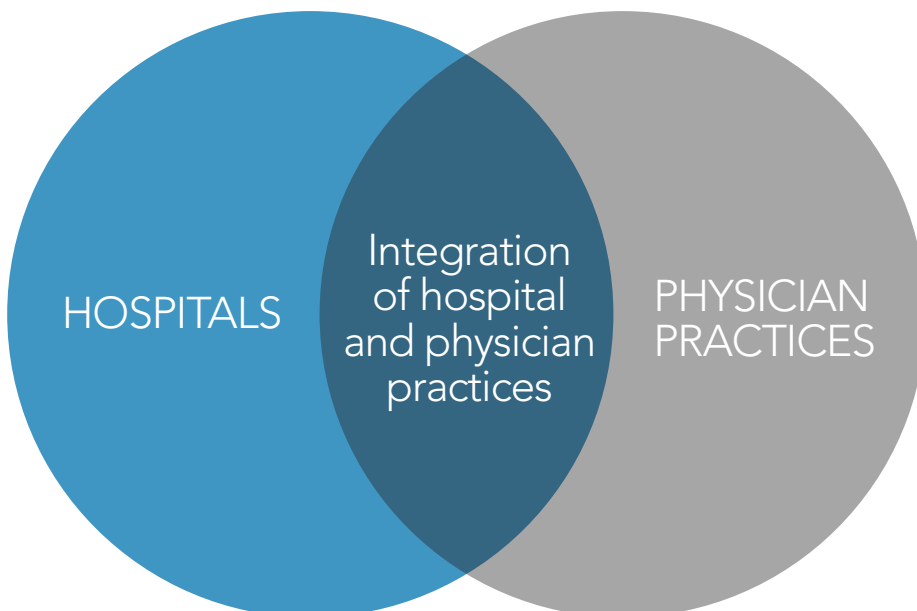 HOSPITALS
Integration
of hospital
and physician
practices
PHYSICIAN
PRACTICES